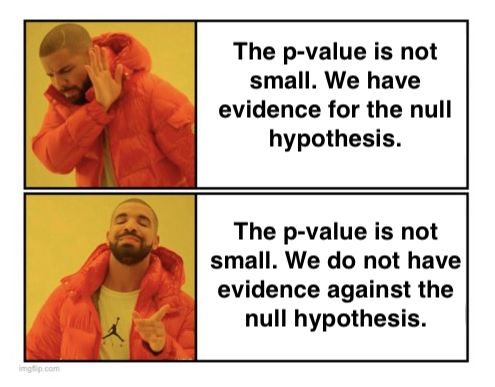 The p-value is not
small. We have
evidence for the null
hypothesis.
The p-value is not
small. We do not have
evidence against the
null hypothesis.
imgflip.com